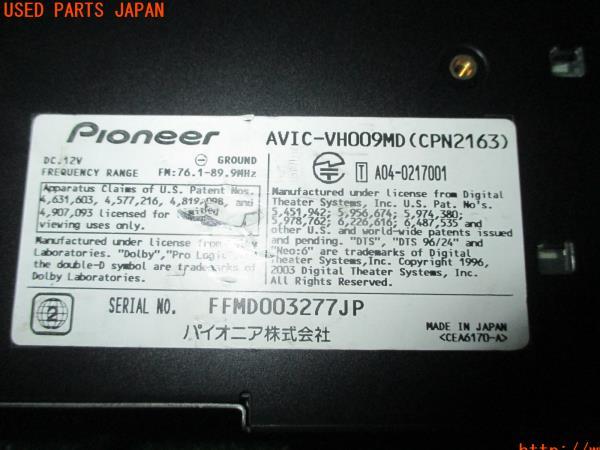 USED PARTS JAPAN
Pioneer
AVIC-VH009MD(CPN2163)
DC.12V
GROUND
FREQUENCY RANGE FM:76.1-89.9MHz
T A04-0217001
Apparatus Claims of U.S. Patent Nos.
4,631,603, 4,577,216, 4,819,098, and
4,907,093 licensed for limited
viewing uses only.
Manufactured under license from
Laboratories. "Dolby","Pro Logic
the double-D symbol are trademarks of
Dolby Laboratories.
Manufactured under license from Digital
Theater Systems, Inc. U.S. Pat. No's.
5,451,942; 5,956,674; 5,974,380;
5,978,762; 6,226,616; 6,487,535 and
other U.S. and world-wide patents issued
and pending. "DTS", "DTS 96/24" and
"Neo:6" are trademarks of Digital
Theater Systems,Inc. Copyright 1996,
2003 Digital Theater Systems, Inc.
All Rights Reserved.
2
SERIAL NO. FFMD003277JP
パイオニア株式会社
MADE IN JAPAN
<CEA6170-A>
http://w